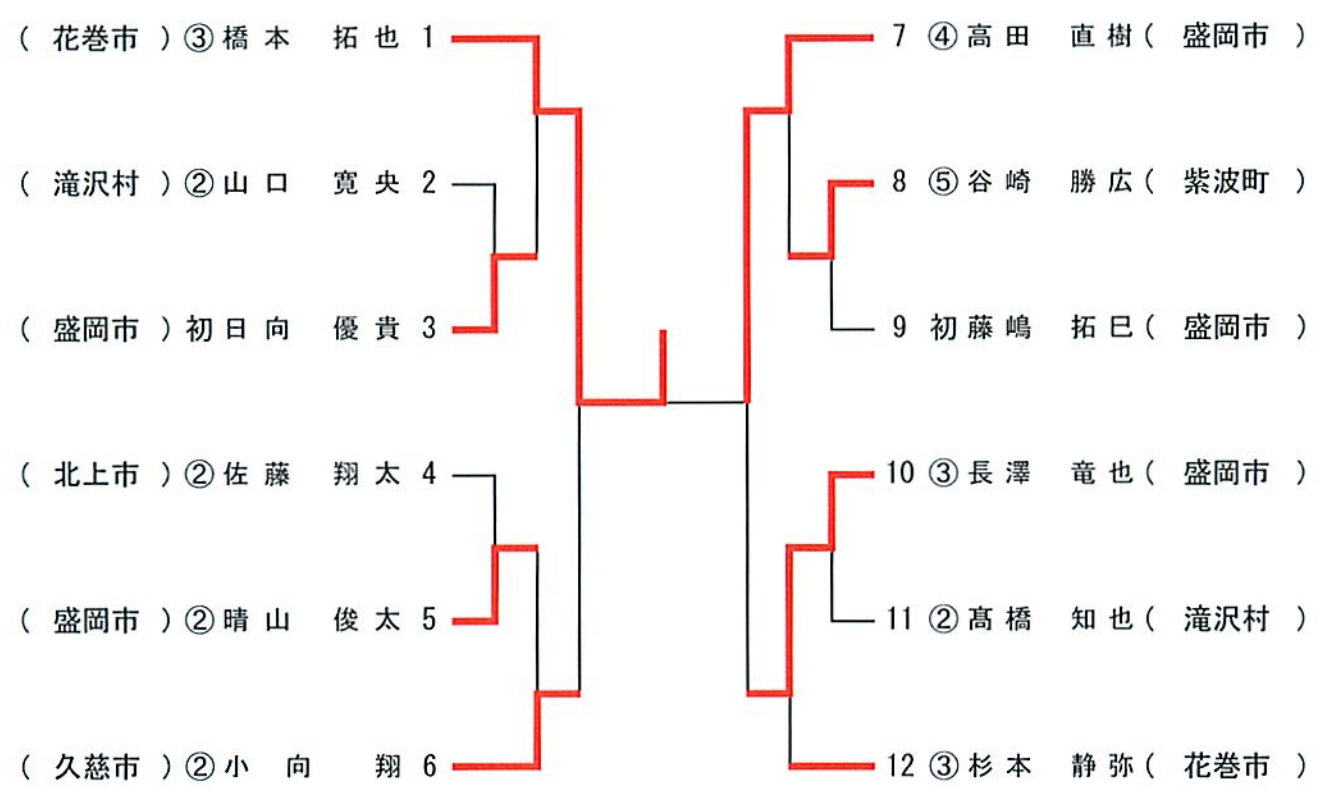 ( 花巻市 ) ③ 橋本 拓也 1
( 滝沢村 ) ② 山口 寛央 2
( 盛岡市 ) 初 日向 優貴 3
( 北上市 ) ② 佐藤 翔太 4
( 盛岡市 ) ② 晴山 俊太 5
( 久慈市 ) ② 小向 翔 6
7 ④ 高田 直樹 ( 盛岡市 )
8 ⑤ 谷崎 勝広 ( 紫波町 )
9 初 藤嶋 拓巳 ( 盛岡市 )
10 ③ 長澤 竜也 ( 盛岡市 )
11 ② 髙橋 知也 ( 滝沢村 )
12 ③ 杉本 静弥 ( 花巻市 )